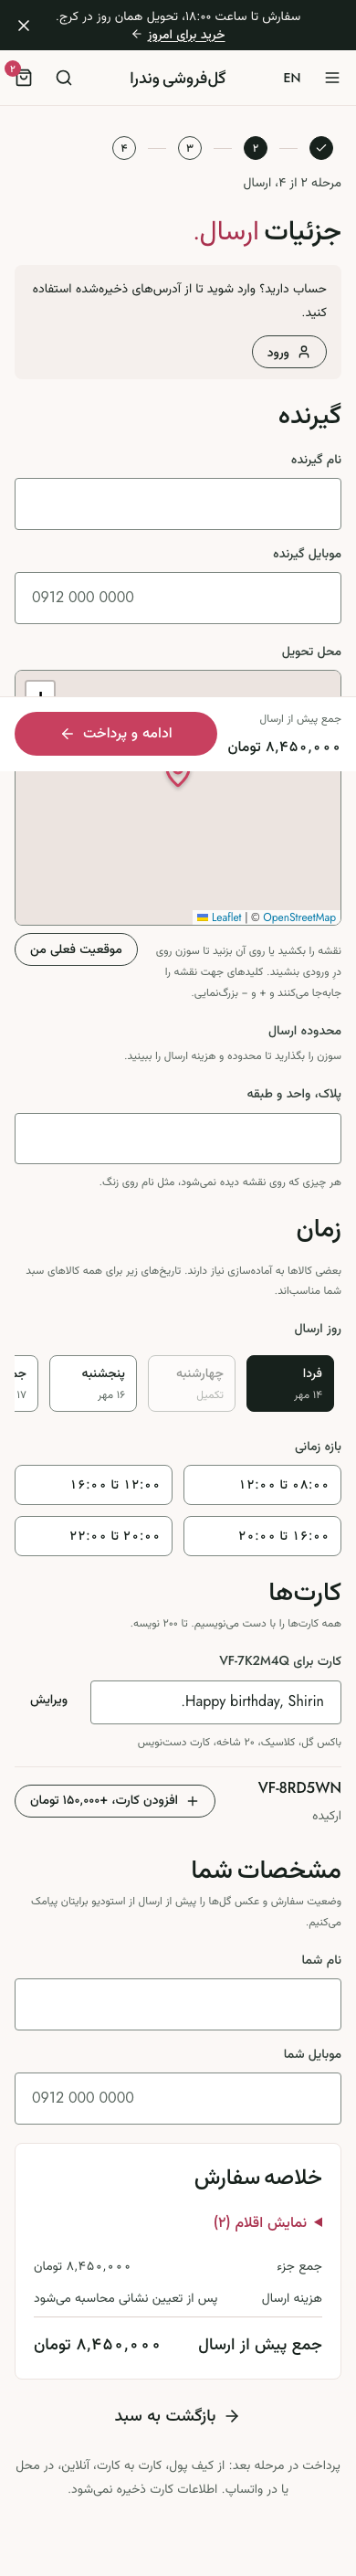 سفارش تا ساعت ۱۸:۰۰، تحویل همان روز در کرج.
خرید برای امروز ←
EN
گل‌فروشی وندرا
۲
۲
۳
۴
مرحله ۲ از ۴، ارسال
جزئیات ارسال.
حساب دارید؟ وارد شوید تا از آدرس‌های ذخیره‌شده استفاده
کنید.
ورود
گیرنده
نام گیرنده
موبایل گیرنده
0912 000 0000
محل تحویل
جمع پیش از ارسال
۸,۴۵۰,۰۰۰ تومان
ادامه و پرداخت ←
Leaflet | © OpenStreetMap
نقشه را بکشید یا روی آن بزنید تا سوزن روی
در ورودی بنشیند. کلیدهای جهت نقشه را
جابه‌جا می‌کنند و + و − بزرگ‌نمایی.
موقعیت فعلی من
محدوده ارسال
سوزن را بگذارید تا محدوده و هزینه ارسال را ببینید.
پلاک، واحد و طبقه
هر چیزی که روی نقشه دیده نمی‌شود، مثل نام روی زنگ.
زمان
بعضی کالاها به آماده‌سازی نیاز دارند. تاریخ‌های زیر برای همه کالاهای سبد
شما مناسب‌اند.
روز ارسال
فردا
۱۴ مهر
چهارشنبه
تکمیل
پنجشنبه
۱۶ مهر
۱۷
بازه زمانی
۰۸:۰۰ تا ۱۲:۰۰
۱۲:۰۰ تا ۱۶:۰۰
۱۶:۰۰ تا ۲۰:۰۰
۲۰:۰۰ تا ۲۲:۰۰
کارت‌ها
همه کارت‌ها را با دست می‌نویسیم. تا ۲۰۰ نویسه.
کارت برای VF-7K2M4Q
Happy birthday, Shirin.
ویرایش
باکس گل، کلاسیک، ۲۰ شاخه، کارت دست‌نویس
VF-8RD5WN
ارکیده
+ افزودن کارت، +۱۵۰,۰۰۰ تومان
مشخصات شما
وضعیت سفارش و عکس گل‌ها را پیش از ارسال از استودیو برایتان پیامک
می‌کنیم.
نام شما
موبایل شما
0912 000 0000
خلاصه سفارش
نمایش اقلام (۲)
جمع جزء
۸,۴۵۰,۰۰۰ تومان
هزینه ارسال
پس از تعیین نشانی محاسبه می‌شود
جمع پیش از ارسال
۸,۴۵۰,۰۰۰ تومان
→ بازگشت به سبد
پرداخت در مرحله بعد: از کیف پول، کارت به کارت، آنلاین، در محل
یا در واتساپ. اطلاعات کارت ذخیره نمی‌شود.